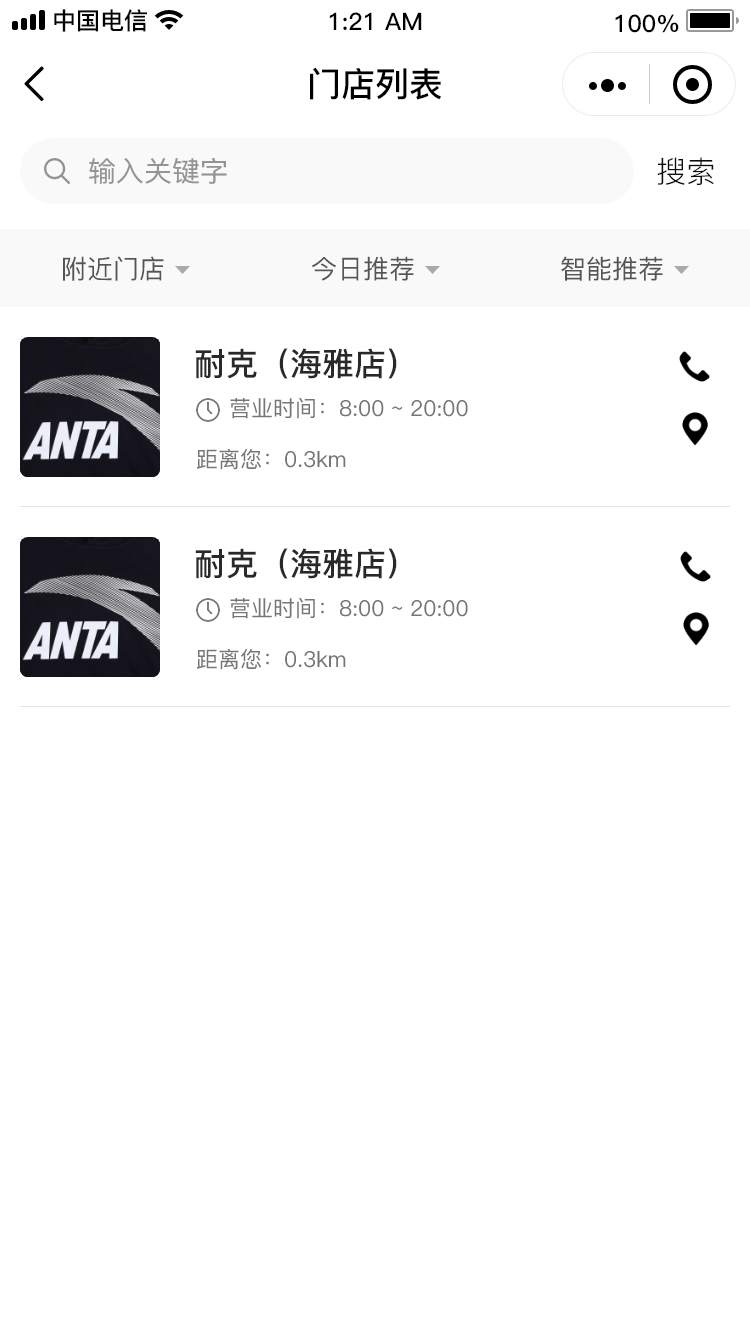 中国电信 1:21 AM 100%
门店列表
输入关键字 搜索
附近门店 今日推荐 智能推荐
ANTA
耐克（海雅店）
营业时间：8:00 ~ 20:00
距离您：0.3km
ANTA
耐克（海雅店）
营业时间：8:00 ~ 20:00
距离您：0.3km